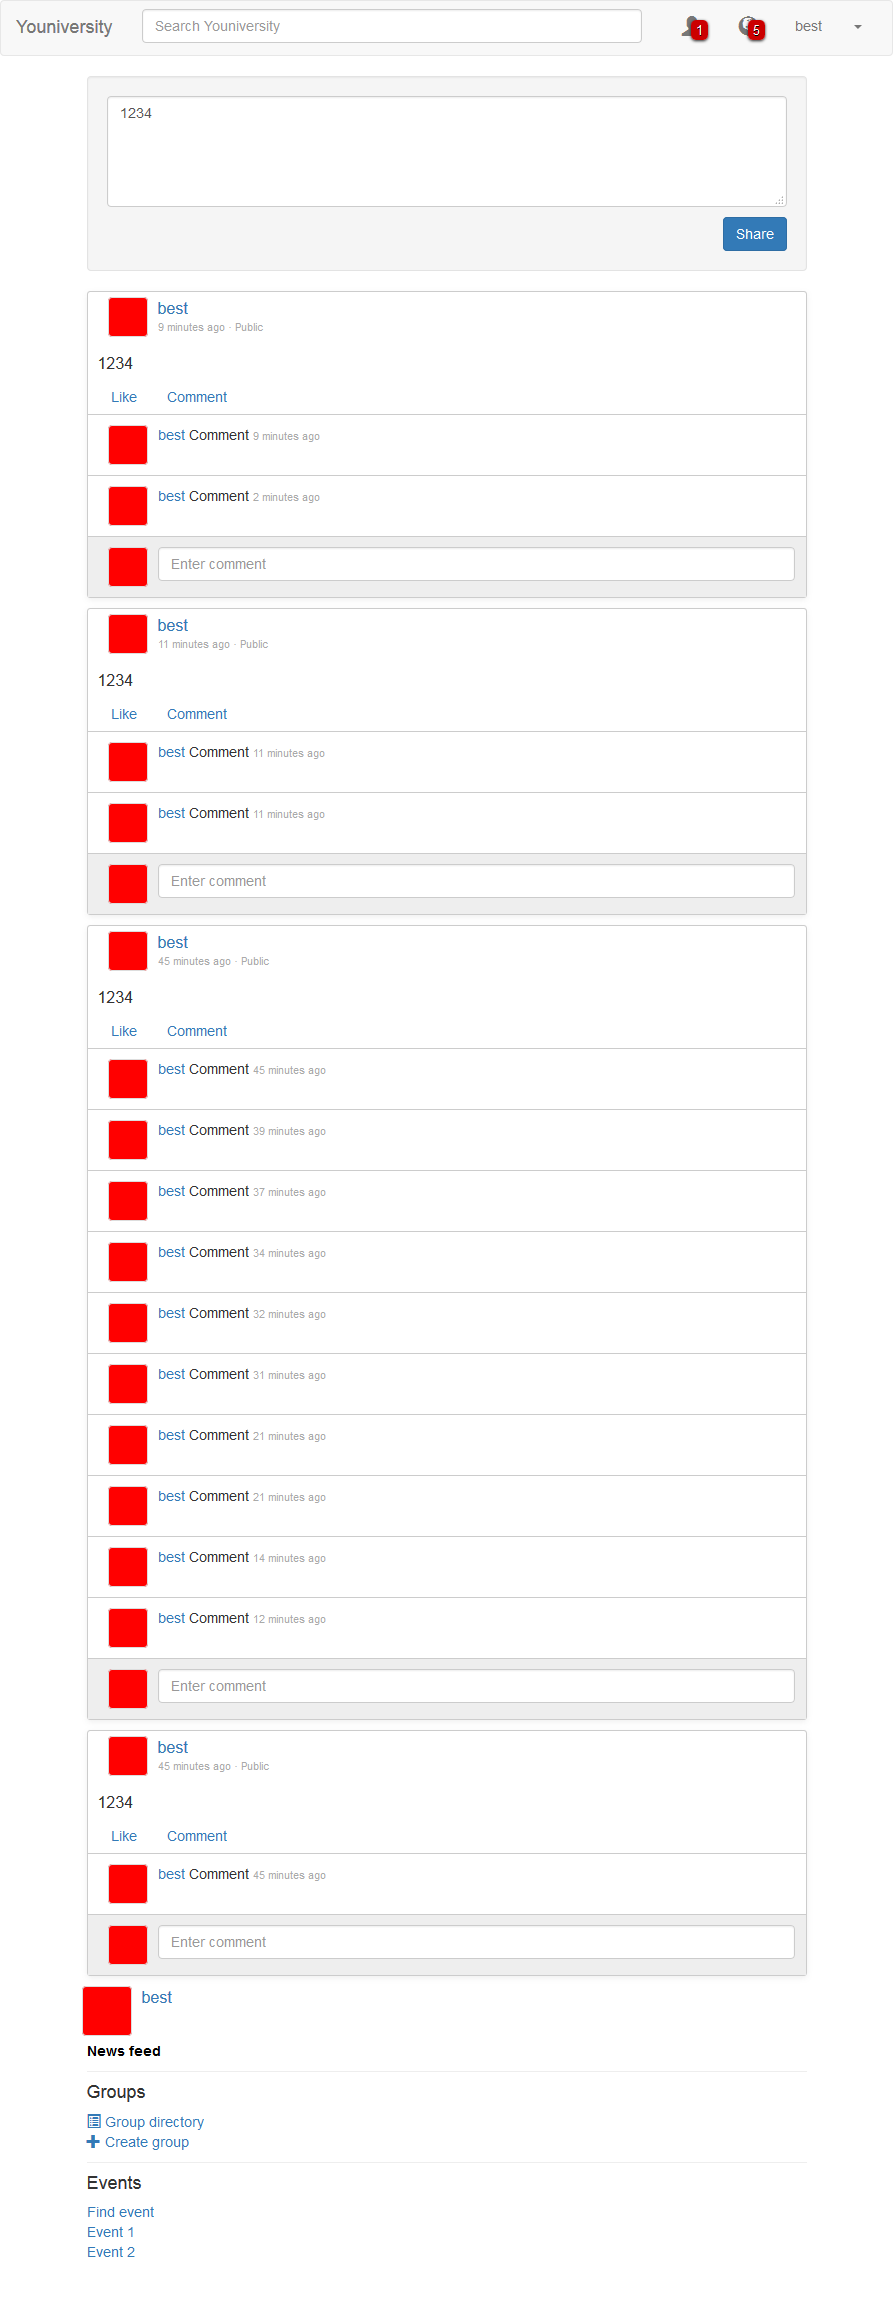 Youniversity Search Youniversity 1 5 best
1234
Share
best
9 minutes ago · Public
1234
Like Comment
best Comment 9 minutes ago
best Comment 2 minutes ago
Enter comment
best
11 minutes ago · Public
1234
Like Comment
best Comment 11 minutes ago
best Comment 11 minutes ago
Enter comment
best
45 minutes ago · Public
1234
Like Comment
best Comment 45 minutes ago
best Comment 39 minutes ago
best Comment 37 minutes ago
best Comment 34 minutes ago
best Comment 32 minutes ago
best Comment 31 minutes ago
best Comment 21 minutes ago
best Comment 21 minutes ago
best Comment 14 minutes ago
best Comment 12 minutes ago
Enter comment
best
45 minutes ago · Public
1234
Like Comment
best Comment 45 minutes ago
Enter comment
best
News feed
Groups
Group directory
Create group
Events
Find event
Event 1
Event 2